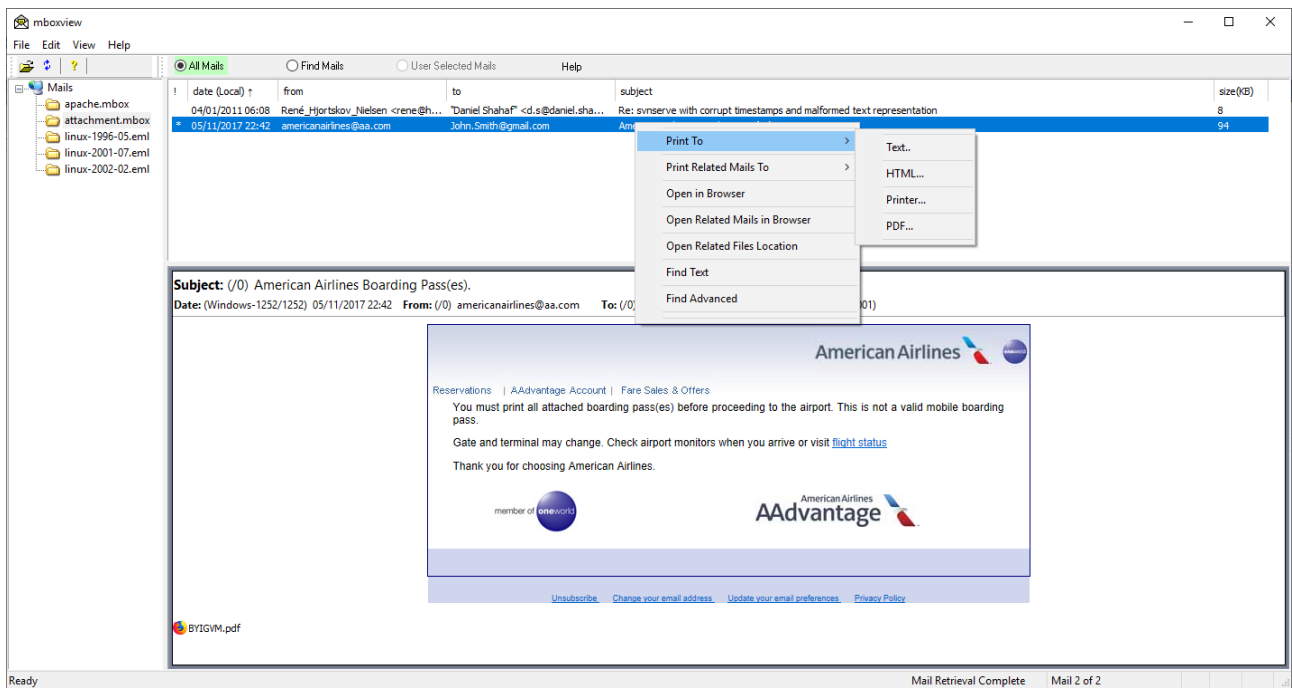 mboxview
File Edit View Help
All Mails Find Mails User Selected Mails Help
Mails
apache.mbox
attachment.mbox
linux-1996-05.eml
linux-2001-07.eml
linux-2002-02.eml
! date (Local) ↑ from to subject size(KB)
04/01/2011 06:08 René_Hjortskov_Nielsen <rene@h... "Daniel Shahaf" <d.s@daniel.sha... Re: svnserve with corrupt timestamps and malformed text representation 8
* 05/11/2017 22:42 americanairlines@aa.com John.Smith@gmail.com 94
Print To >
Print Related Mails To >
Open in Browser
Open Related Mails in Browser
Open Related Files Location
Find Text
Find Advanced
Text..
HTML...
Printer...
PDF...
Subject: (/0) American Airlines Boarding Pass(es).
Date: (Windows-1252/1252) 05/11/2017 22:42 From: (/0) americanairlines@aa.com To: (/0) 001)
American Airlines
oneworld
Reservations | AAdvantage Account | Fare Sales & Offers
You must print all attached boarding pass(es) before proceeding to the airport. This is not a valid mobile boarding
pass.
Gate and terminal may change. Check airport monitors when you arrive or visit flight status
Thank you for choosing American Airlines.
member of oneworld
American Airlines
AAdvantage
Unsubscribe Change your email address Update your email preferences Privacy Policy
BYIGVM.pdf
Ready
Mail Retrieval Complete Mail 2 of 2